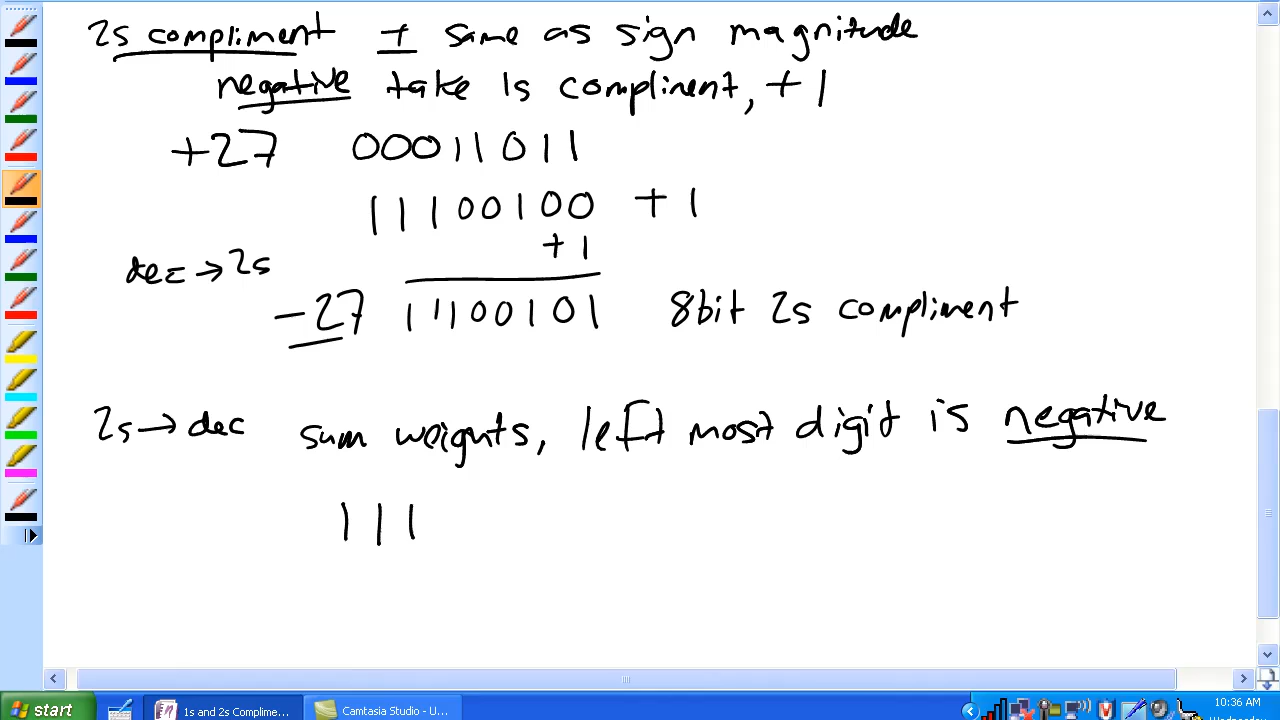 2s compliment + same as sign magnitude
negative take 1s compliment, +1
+27 00011011
11100100 +1
+1
dec → 2s
-27 11100101 8bit 2s compliment
2s → dec sum weights, left most digit is negative
111
start 1s and 2s Complime... Camtasia Studio - U... 10:36 AM